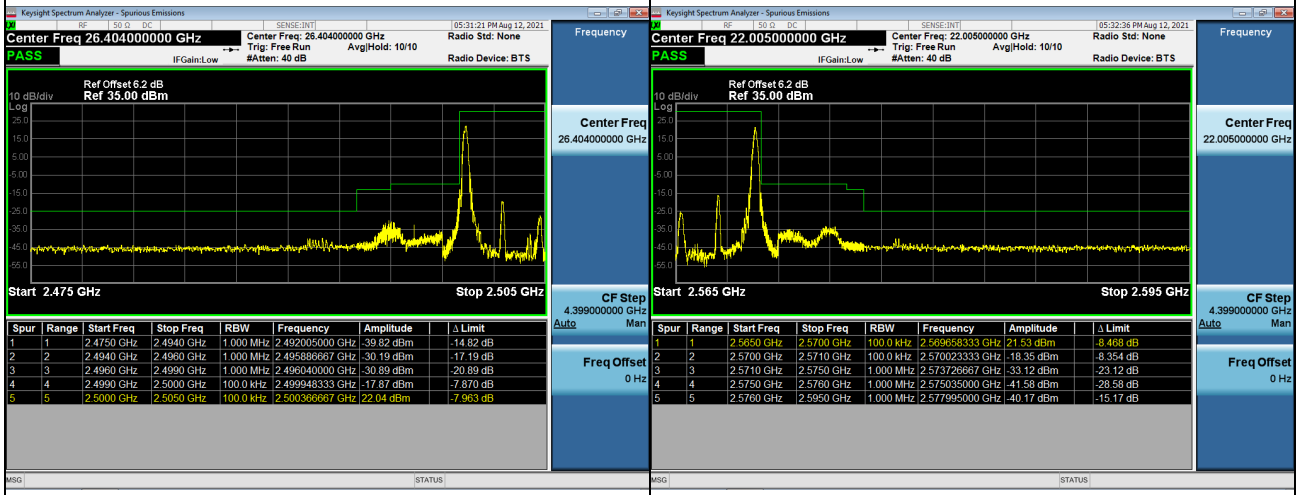 Keysight Spectrum Analyzer - Spurious Emissions
RF 50 Ω DC SENSE:INT 05:31:21 PM Aug 12, 2021
Center Freq 26.404000000 GHz
Center Freq: 26.404000000 GHz
Radio Std: None
Trig: Free Run Avg|Hold: 10/10
PASS
IFGain:Low
#Atten: 40 dB
Radio Device: BTS
Ref Offset 6.2 dB
10 dB/div
Ref 35.00 dBm
Log
25.0
15.0
5.00
-5.00
-15.0
-25.0
-35.0
-45.0
-55.0
Start 2.475 GHz
Stop 2.505 GHz
Spur Range Start Freq Stop Freq RBW Frequency Amplitude Δ Limit
1 1 2.4750 GHz 2.4940 GHz 1.000 MHz 2.492005000 GHz -39.82 dBm -14.82 dB
2 2 2.4940 GHz 2.4960 GHz 1.000 MHz 2.495886667 GHz -30.19 dBm -17.19 dB
3 3 2.4960 GHz 2.4990 GHz 1.000 MHz 2.496040000 GHz -30.89 dBm -20.89 dB
4 4 2.4990 GHz 2.5000 GHz 100.0 kHz 2.499948333 GHz -17.87 dBm -7.870 dB
5 5 2.5000 GHz 2.5050 GHz 100.0 kHz 2.500366667 GHz 22.04 dBm -7.963 dB
MSG
STATUS
Frequency
Center Freq
26.404000000 GHz
CF Step
4.399000000 GHz
Auto Man
Freq Offset
0 Hz
Keysight Spectrum Analyzer - Spurious Emissions
RF 50 Ω DC SENSE:INT 05:32:36 PM Aug 12, 2021
Center Freq 22.005000000 GHz
Center Freq: 22.005000000 GHz
Radio Std: None
Trig: Free Run Avg|Hold: 10/10
PASS
IFGain:Low
#Atten: 40 dB
Radio Device: BTS
Ref Offset 6.2 dB
10 dB/div
Ref 35.00 dBm
Log
25.0
15.0
5.00
-5.00
-15.0
-25.0
-35.0
-45.0
-55.0
Start 2.565 GHz
Stop 2.595 GHz
Spur Range Start Freq Stop Freq RBW Frequency Amplitude Δ Limit
1 1 2.5650 GHz 2.5700 GHz 100.0 kHz 2.569658333 GHz 21.53 dBm -8.468 dB
2 2 2.5700 GHz 2.5710 GHz 100.0 kHz 2.570023333 GHz -18.35 dBm -8.354 dB
3 3 2.5710 GHz 2.5750 GHz 1.000 MHz 2.573726667 GHz -33.12 dBm -23.12 dB
4 4 2.5750 GHz 2.5760 GHz 1.000 MHz 2.575035000 GHz -41.58 dBm -28.58 dB
5 5 2.5760 GHz 2.5950 GHz 1.000 MHz 2.577995000 GHz -40.17 dBm -15.17 dB
MSG
STATUS
Frequency
Center Freq
22.005000000 GHz
CF Step
4.399000000 GHz
Auto Man
Freq Offset
0 Hz